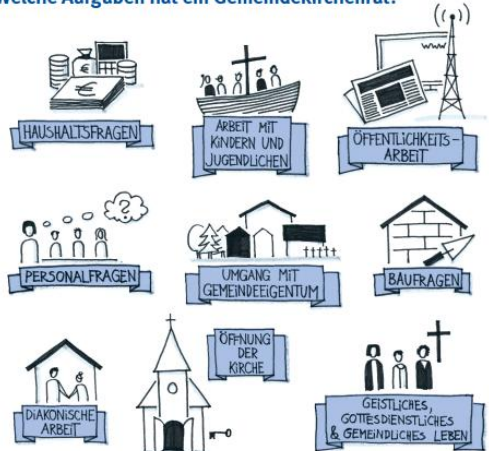 Welche Aufgaben hat ein Gemeindekirchenrat?
HAUSHALTSFRAGEN
ARBEIT MIT
KINDERN UND
JUGENDLICHEN
ÖFFENTLICHKEITS-
ARBEIT
?
PERSONALFRAGEN
UMGANG MIT
GEMEINDEEIGENTUM
BAUFRAGEN
DIAKONISCHE
ARBEIT
ÖFFNUNG
DER
KIRCHE
GEISTLICHES,
GOTTESDIENSTLICHES
& GEMEINDLICHES LEBEN